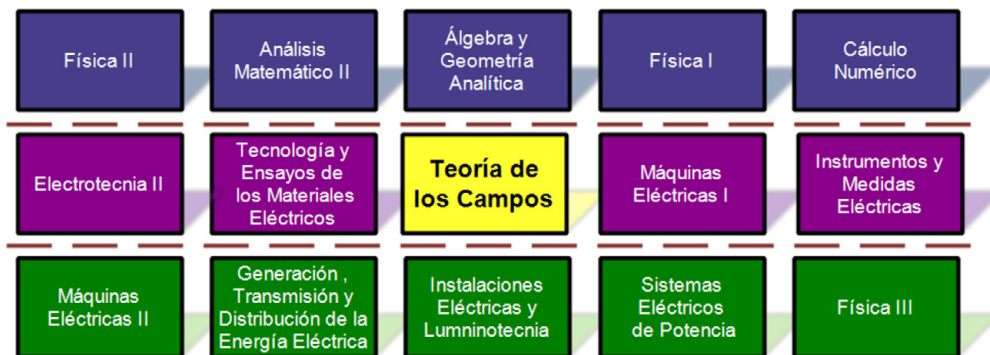 Física II
Análisis
Matemático II
Álgebra y
Geometría
Analítica
Física I
Cálculo
Numérico
Electrotecnia II
Tecnología y
Ensayos de
los Materiales
Eléctricos
Teoría de
los Campos
Máquinas
Eléctricas I
Instrumentos y
Medidas
Eléctricas
Máquinas
Eléctricas II
Generación ,
Transmisión y
Distribución de la
Energía Eléctrica
Instalaciones
Eléctricas y
Lumninotecnia
Sistemas
Eléctricos
de Potencia
Física III